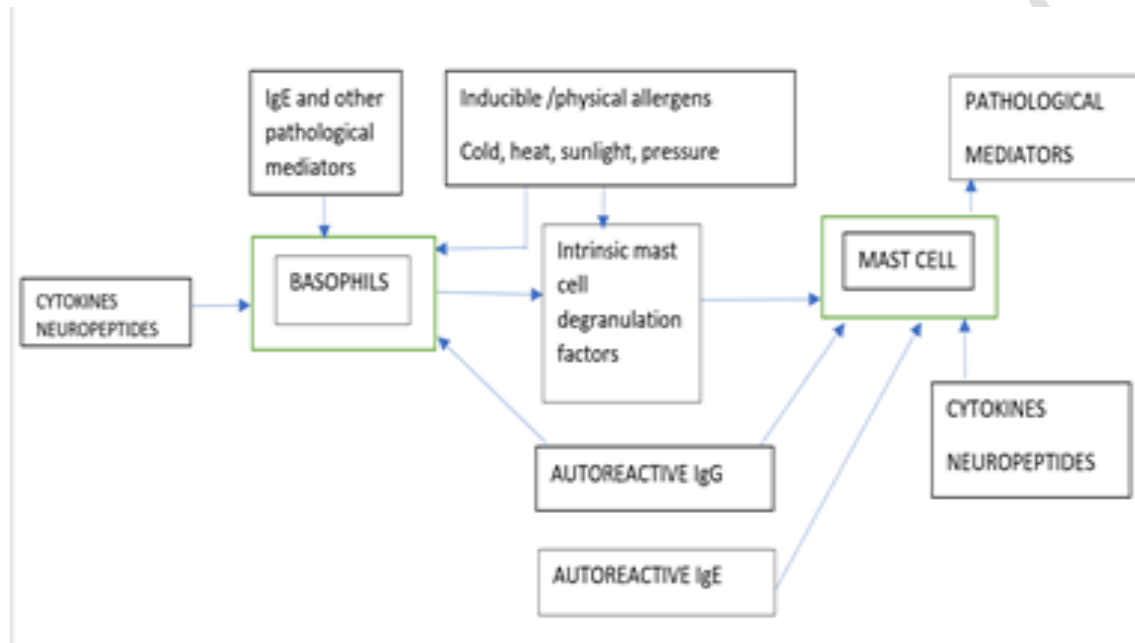 IgE and other
pathological
mediators
Inducible /physical allergens
Cold, heat, sunlight, pressure
PATHOLOGICAL
MEDIATORS
CYTOKINES
NEUROPEPTIDES
BASOPHILS
Intrinsic mast
cell
degranulation
factors
MAST CELL
CYTOKINES
NEUROPEPTIDES
AUTOREACTIVE IgG
AUTOREACTIVE IgE